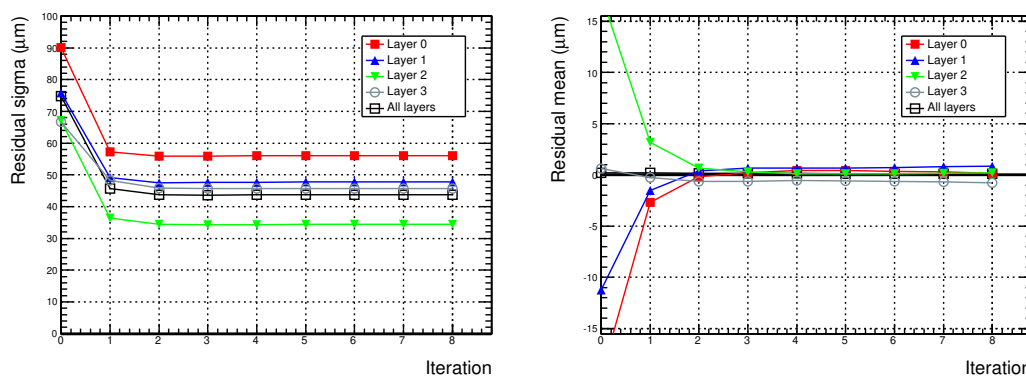 Residual sigma (μm)
100
90
80
70
60
50
40
30
20
10
0
0 1 2 3 4 5 6 7 8
Iteration
Layer 0
Layer 1
Layer 2
Layer 3
All layers
Residual mean (μm)
15
10
5
0
-5
-10
-15
0 1 2 3 4 5 6 7 8
Iteration
Layer 0
Layer 1
Layer 2
Layer 3
All layers